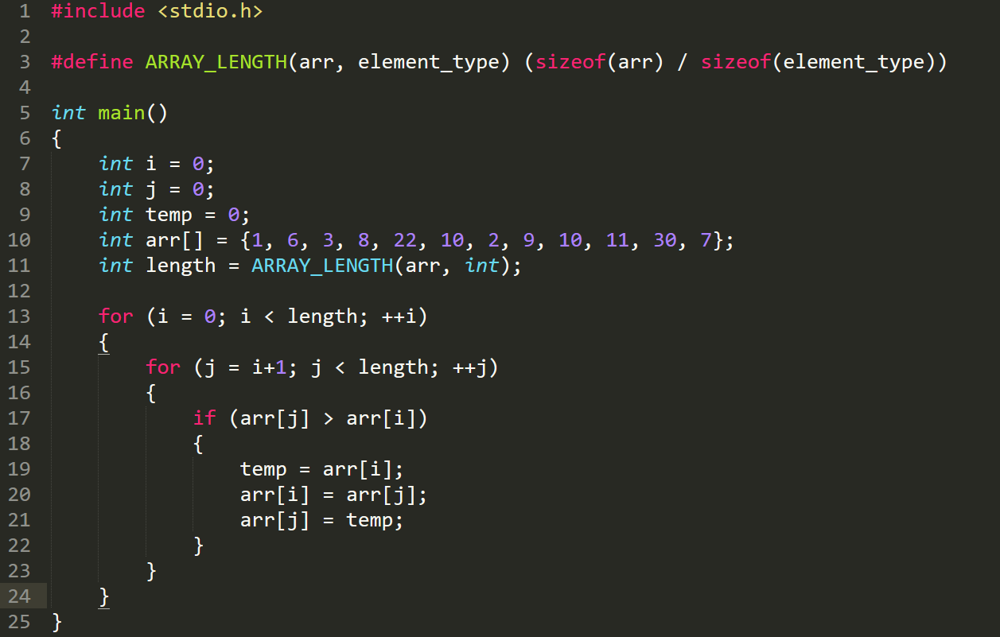 1 #include <stdio.h>
2
3 #define ARRAY_LENGTH(arr, element_type) (sizeof(arr) / sizeof(element_type))
4
5 int main()
6 {
7     int i = 0;
8     int j = 0;
9     int temp = 0;
10     int arr[] = {1, 6, 3, 8, 22, 10, 2, 9, 10, 11, 30, 7};
11     int length = ARRAY_LENGTH(arr, int);
12
13     for (i = 0; i < length; ++i)
14     {
15         for (j = i+1; j < length; ++j)
16         {
17             if (arr[j] > arr[i])
18             {
19                 temp = arr[i];
20                 arr[i] = arr[j];
21                 arr[j] = temp;
22             }
23         }
24     }
25 }